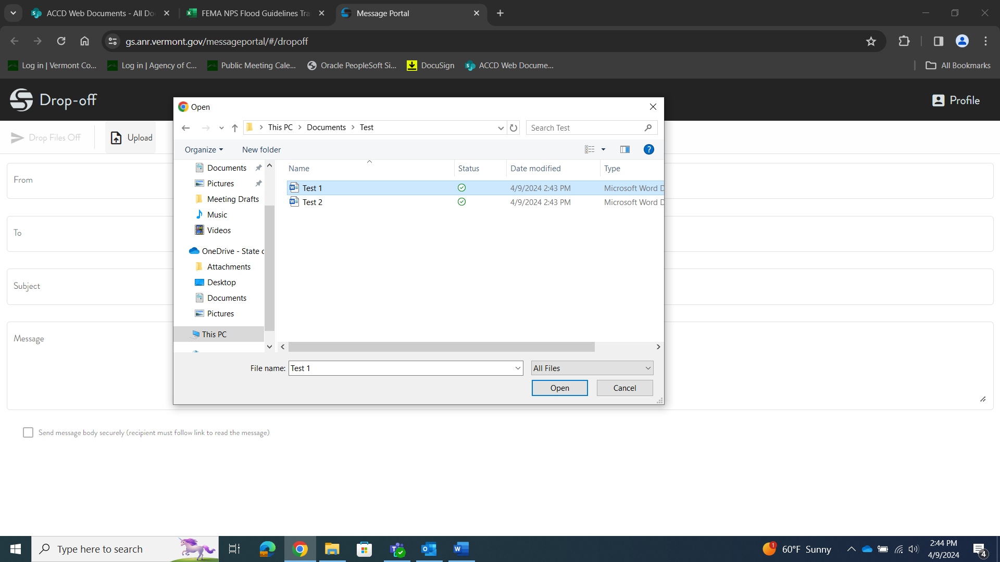 ACCD Web Documents - All Do
FEMA NPS Flood Guidelines Tra
Message Portal
gs.anr.vermont.gov/messageportal/#/dropoff
Log in | Vermont Co...
Log in | Agency of C...
Public Meeting Cale...
Oracle PeopleSoft Si...
DocuSign
ACCD Web Docume...
All Bookmarks
Drop-off
Profile
Drop Files Off
Upload
From
To
Subject
Message
Send message body securely (recipient must follow link to read the message)
Open
This PC > Documents > Test
Search Test
Organize
New folder
?
Documents
Pictures
Meeting Drafts
Music
Videos
OneDrive - State o
Attachments
Desktop
Documents
Pictures
This PC
Name Status Date modified Type
Test 1 4/9/2024 2:43 PM Microsoft Word D
Test 2 4/9/2024 2:43 PM Microsoft Word D
File name: Test 1
All Files
Open Cancel
Type here to search
1
60°F Sunny
2:44 PM
4/9/2024
4